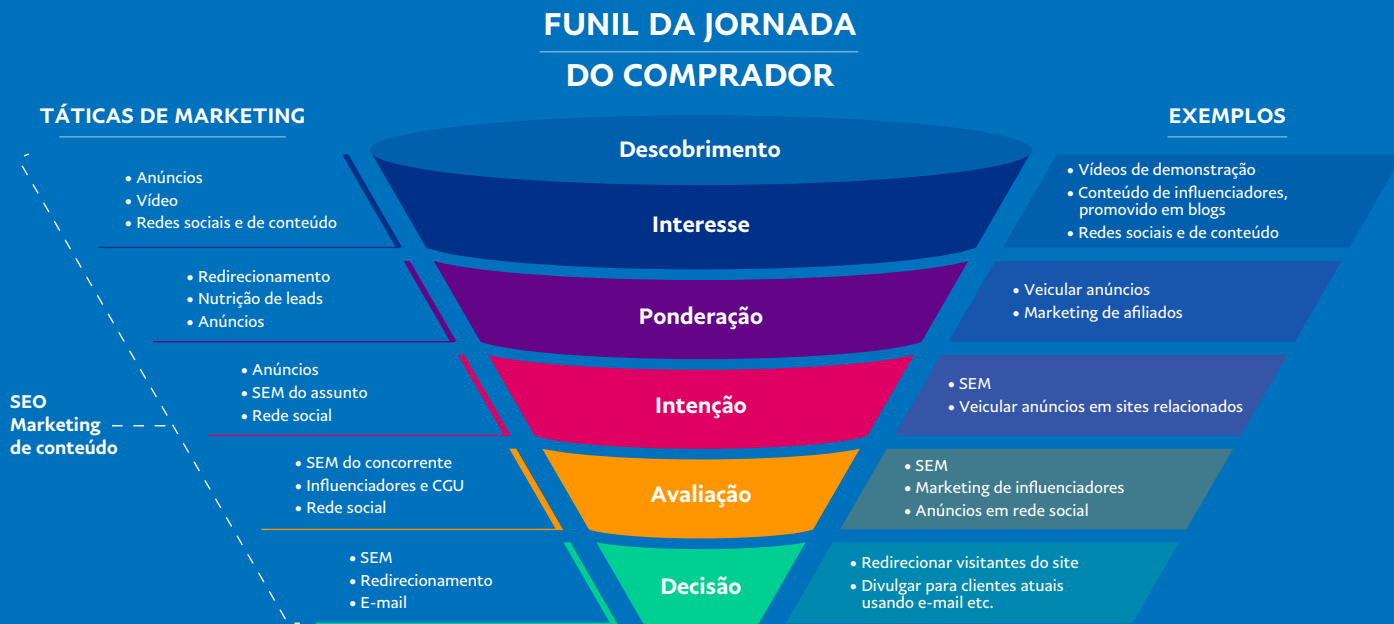 FUNIL DA JORNADA
DO COMPRADOR
TÁTICAS DE MARKETING
EXEMPLOS
Descobrimento
• Anúncios
• Vídeo
• Redes sociais e de conteúdo
Interesse
• Vídeos de demonstração
• Conteúdo de influenciadores,
promovido em blogs
• Redes sociais e de conteúdo
• Redirecionamento
• Nutrição de leads
• Anúncios
Ponderação
• Veicular anúncios
• Marketing de afiliados
• Anúncios
• SEM do assunto
• Rede social
Intenção
• SEM
• Veicular anúncios em sites relacionados
SEO
Marketing
de conteúdo
• SEM do concorrente
• Influenciadores e CGU
• Rede social
Avaliação
• SEM
• Marketing de influenciadores
• Anúncios em rede social
• SEM
• Redirecionamento
• E-mail
Decisão
• Redirecionar visitantes do site
• Divulgar para clientes atuais
usando e-mail etc.